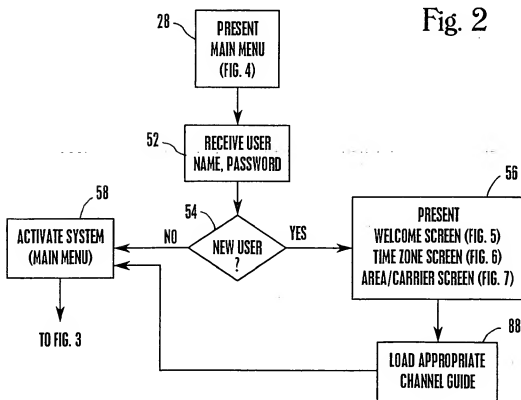 Fig. 2
28
PRESENT
MAIN MENU
(FIG. 4)
52
RECEIVE USER
NAME, PASSWORD
54
NEW USER
?
NO
YES
58
ACTIVATE SYSTEM
(MAIN MENU)
TO FIG. 3
56
PRESENT
WELCOME SCREEN (FIG. 5)
TIME ZONE SCREEN (FIG. 6)
AREA/CARRIER SCREEN (FIG. 7)
88
LOAD APPROPRIATE
CHANNEL GUIDE